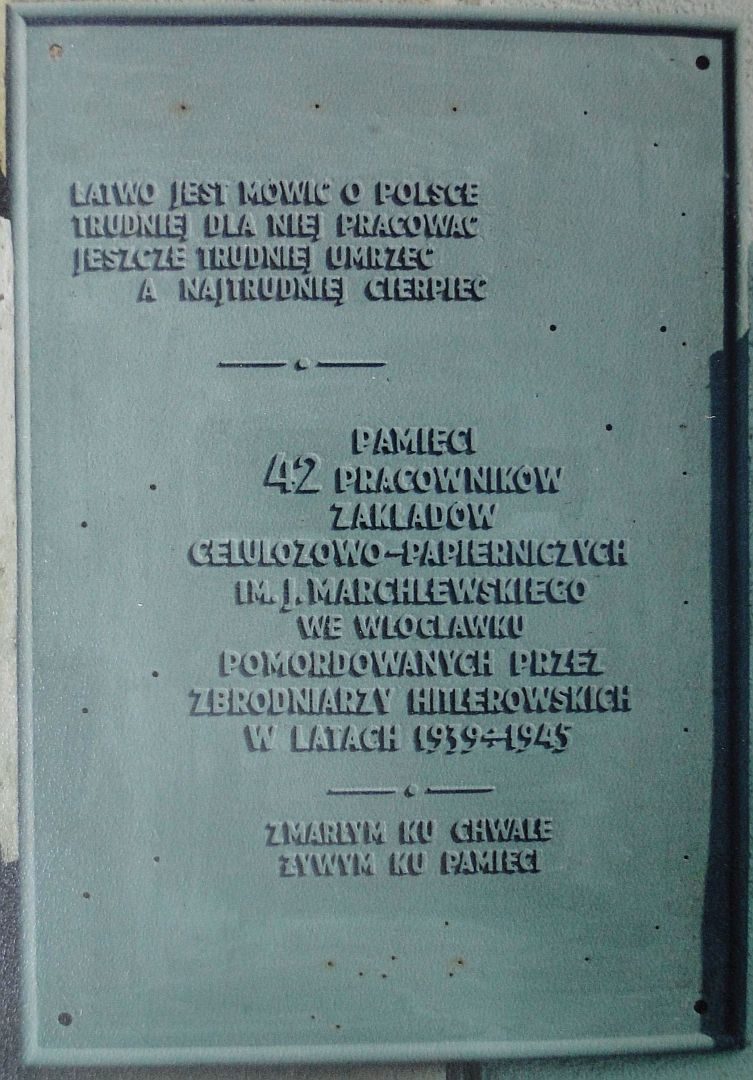 ŁATWO JEST MÓWIĆ O POLSCE
TRUDNIEJ DLA NIEJ PRACOWAĆ
JESZCZE TRUDNIEJ UMRZEĆ
A NAJTRUDNIEJ CIERPIEĆ
PAMIĘCI
42 PRACOWNIKÓW
ZAKŁADÓW
CELULOZOWO-PAPIERNICZYCH
IM. J. MARCHLEWSKIEGO
WE WŁOCŁAWKU
POMORDOWANYCH PRZEZ
ZBRODNIARZY HITLEROWSKICH
W LATACH 1939÷1945
ZMARŁYM KU CHWALE
ŻYWYM KU PAMIĘCI